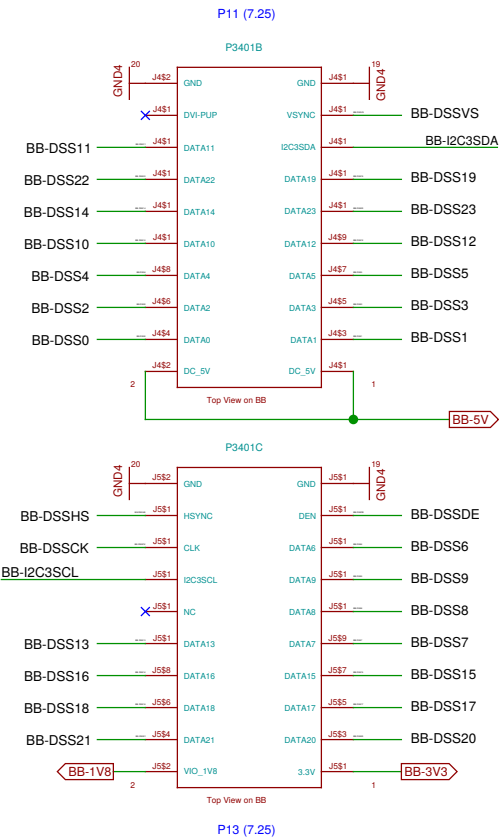 P11 (7.25)
P3401B
20 19
GND4 J4$2 GND GND J4$1 GND4
J4$1 DVI-PUP VSYNC J4$1 BB-DSSVS
BB-DSS11 J4$1 DATA11 I2C3SDA J4$1 BB-I2C3SDA
BB-DSS22 J4$1 DATA22 DATA19 J4$1 BB-DSS19
BB-DSS14 J4$1 DATA14 DATA23 J4$1 BB-DSS23
BB-DSS10 J4$1 DATA10 DATA12 J4$9 BB-DSS12
BB-DSS4 J4$8 DATA4 DATA5 J4$7 BB-DSS5
BB-DSS2 J4$6 DATA2 DATA3 J4$5 BB-DSS3
BB-DSS0 J4$4 DATA0 DATA1 J4$3 BB-DSS1
J4$2 DC_5V DC_5V J4$1
2 1
Top View on BB
BB-5V
P3401C
20 19
GND4 J5$2 GND GND J5$1 GND4
BB-DSSHS J5$1 HSYNC DEN J5$1 BB-DSSDE
BB-DSSCK J5$1 CLK DATA6 J5$1 BB-DSS6
BB-I2C3SCL J5$1 I2C3SCL DATA9 J5$1 BB-DSS9
J5$1 NC DATA8 J5$1 BB-DSS8
BB-DSS13 J5$1 DATA13 DATA7 J5$9 BB-DSS7
BB-DSS16 J5$8 DATA16 DATA15 J5$7 BB-DSS15
BB-DSS18 J5$6 DATA18 DATA17 J5$5 BB-DSS17
BB-DSS21 J5$4 DATA21 DATA20 J5$3 BB-DSS20
BB-1V8 J5$2 VIO_1V8 3.3V J5$1 BB-3V3
2 1
Top View on BB
P13 (7.25)